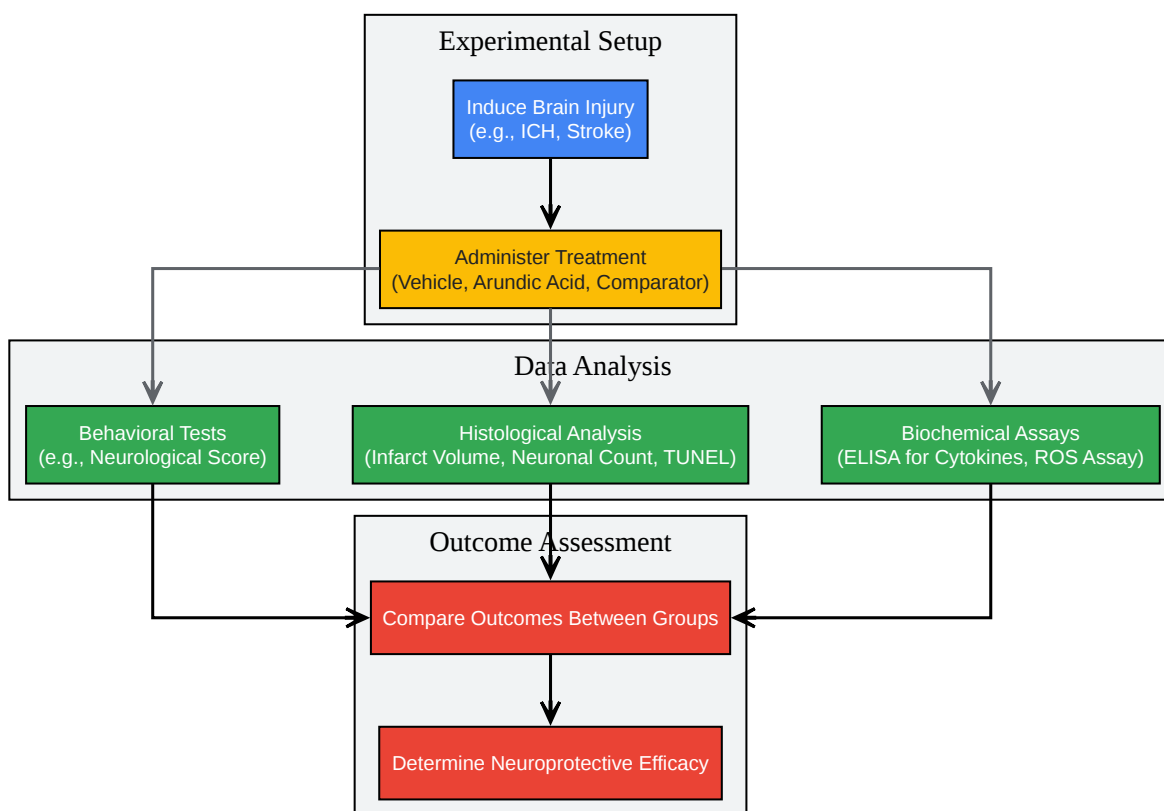 Experimental Setup
Induce Brain Injury
(e.g., ICH, Stroke)
Administer Treatment
(Vehicle, Arundic Acid, Comparator)
Data Analysis
Behavioral Tests
(e.g., Neurological Score)
Histological Analysis
(Infarct Volume, Neuronal Count, TUNEL)
Biochemical Assays
(ELISA for Cytokines, ROS Assay)
Outcome Assessment
Compare Outcomes Between Groups
Determine Neuroprotective Efficacy